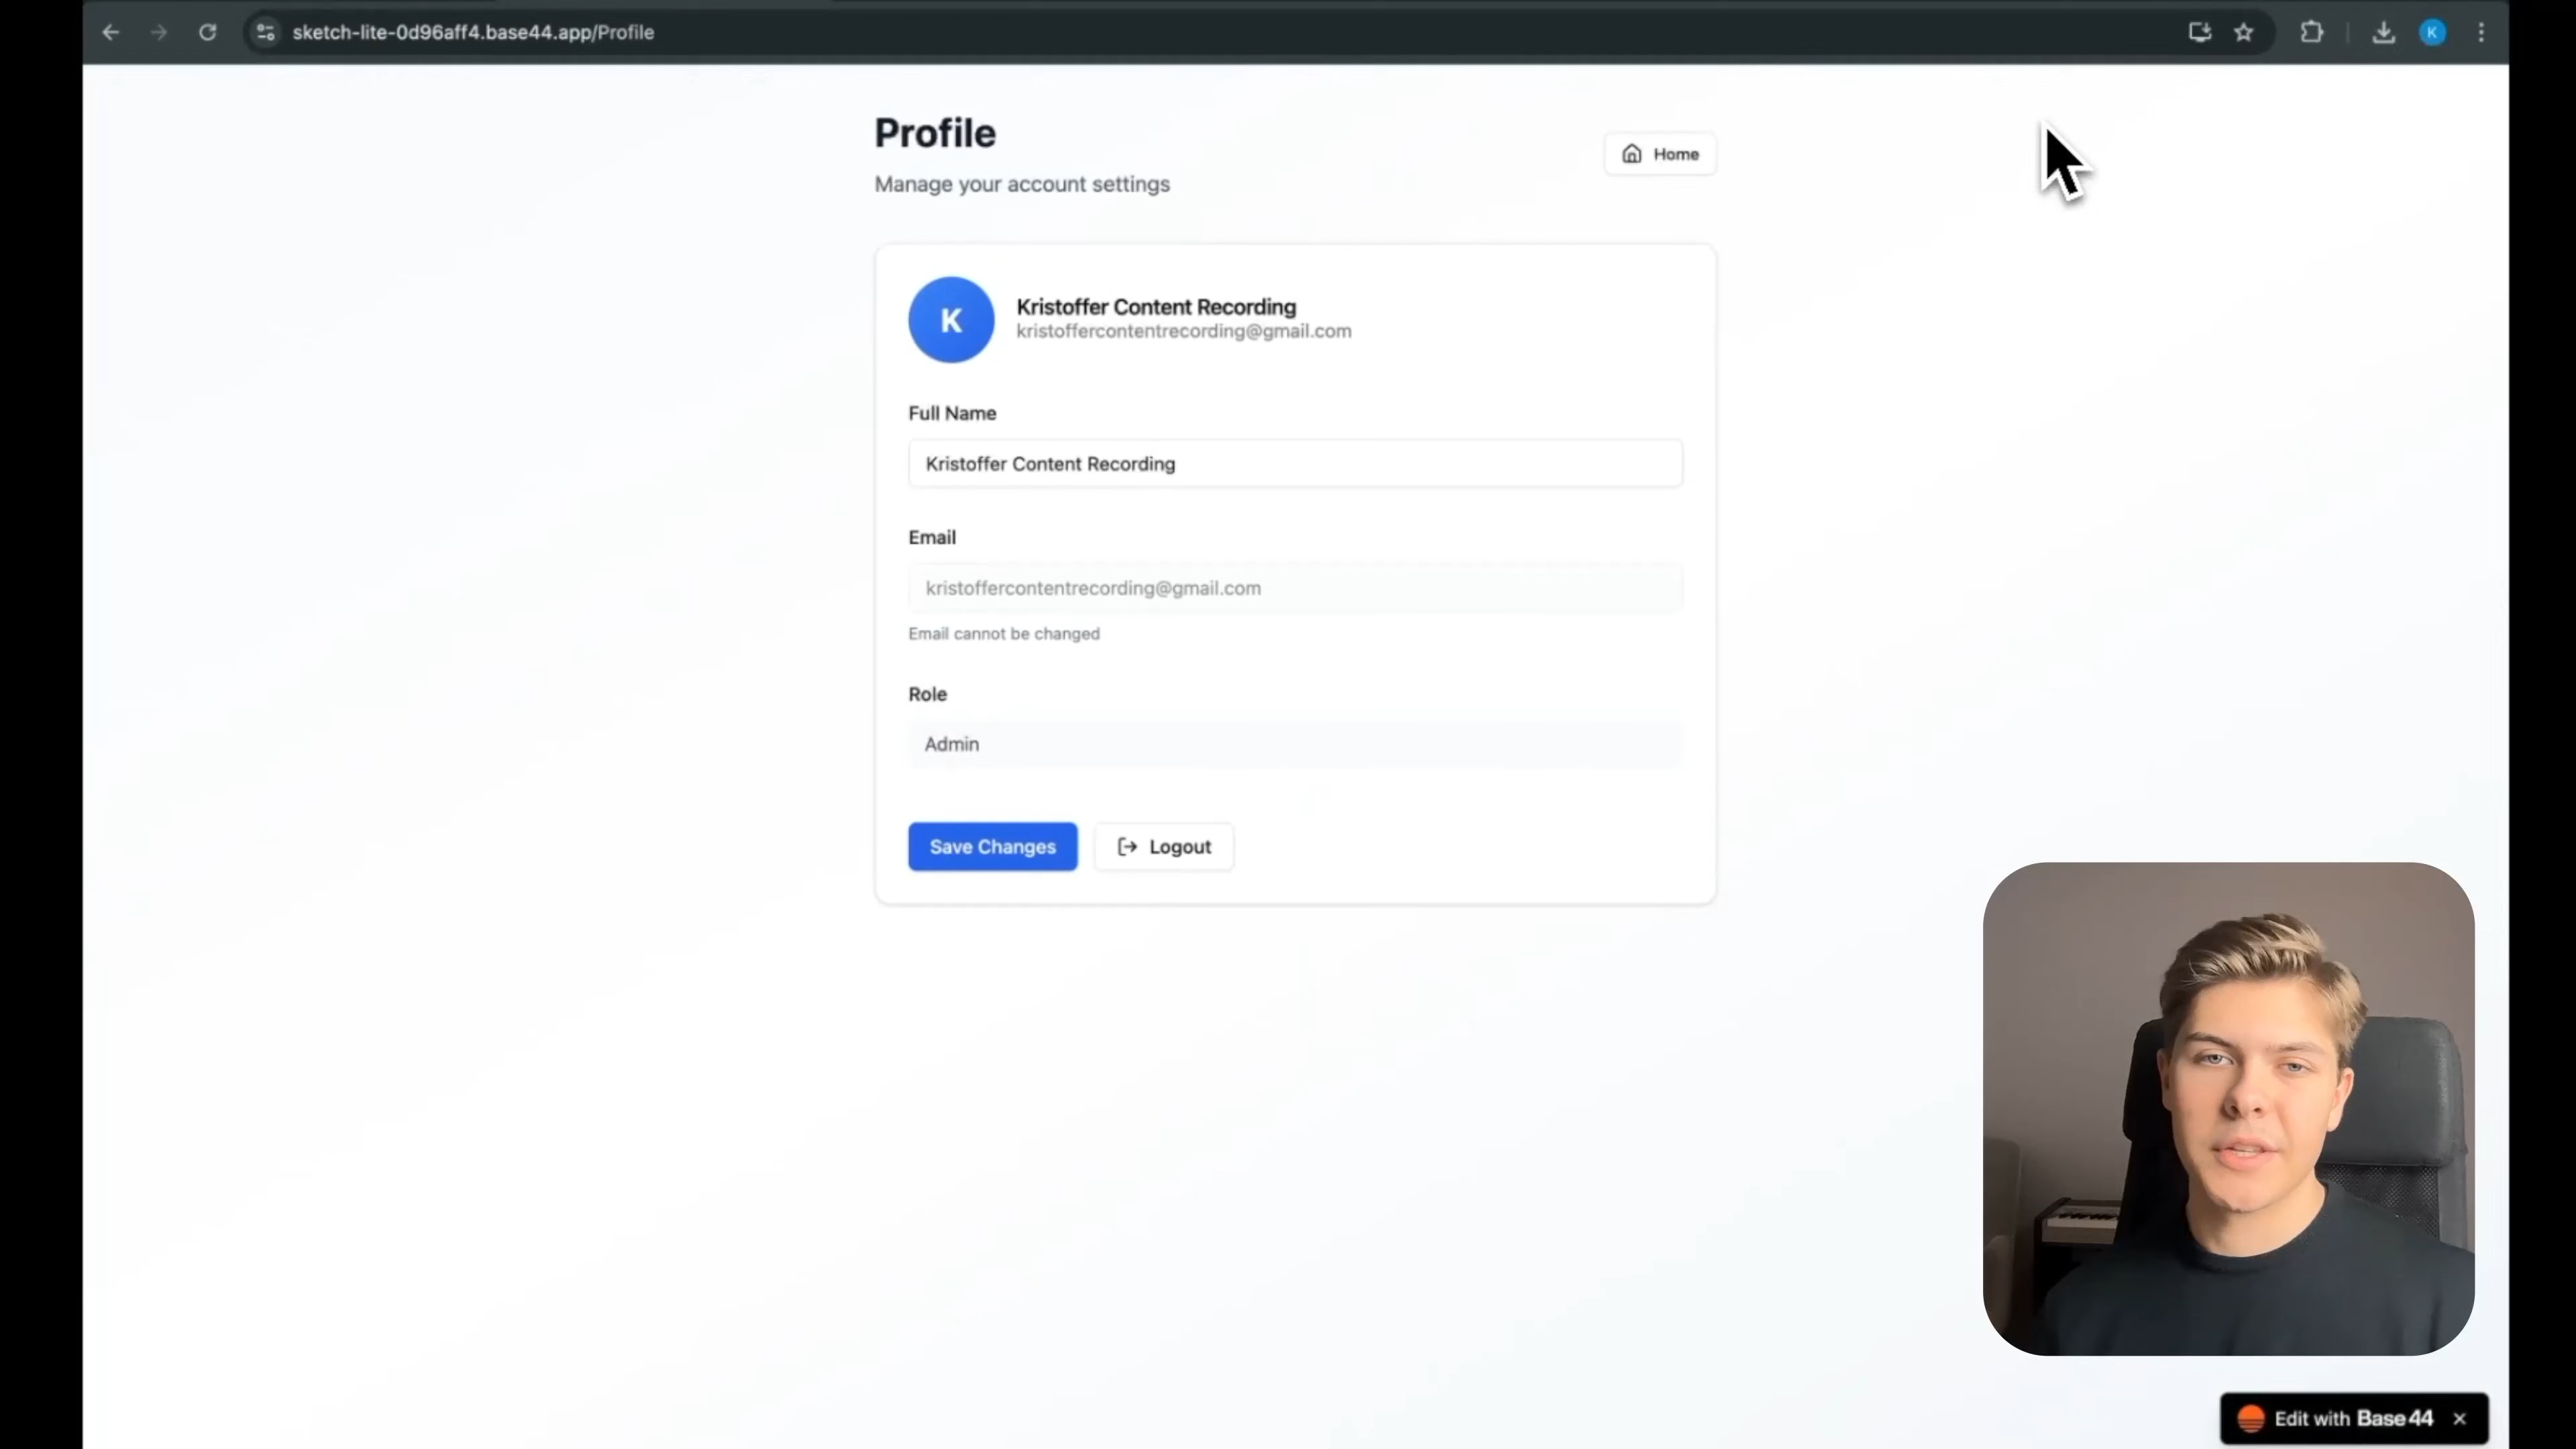 sketch-lite-0d96aff4.base44.app/Profile
K
Profile
Manage your account settings
Home
K
Kristoffer Content Recording
kristoffercontentrecording@gmail.com
Full Name
Kristoffer Content Recording
Email
kristoffercontentrecording@gmail.com
Email cannot be changed
Role
Admin
Save Changes
Logout
Edit with Base44